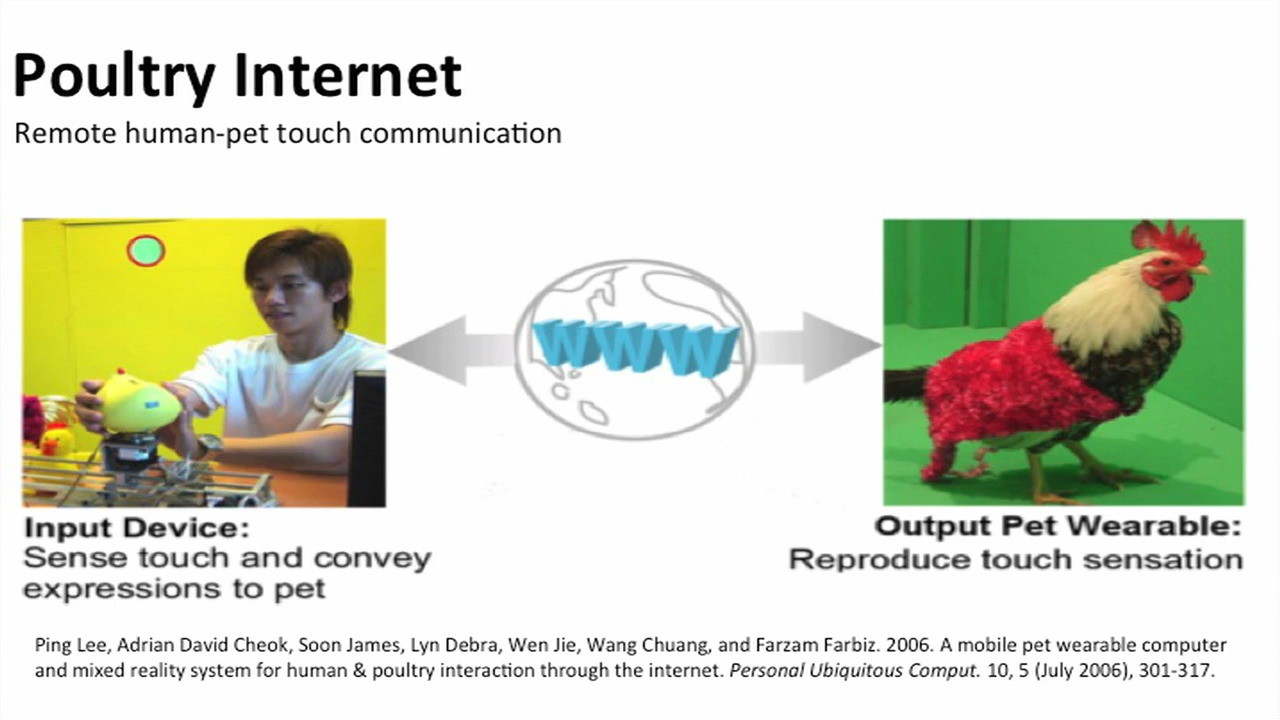 Poultry Internet
Remote human-pet touch communication
WWW
Input Device:
Sense touch and convey
expressions to pet
Output Pet Wearable:
Reproduce touch sensation
Ping Lee, Adrian David Cheok, Soon James, Lyn Debra, Wen Jie, Wang Chuang, and Farzam Farbiz. 2006. A mobile pet wearable computer
and mixed reality system for human & poultry interaction through the internet. Personal Ubiquitous Comput. 10, 5 (July 2006), 301-317.